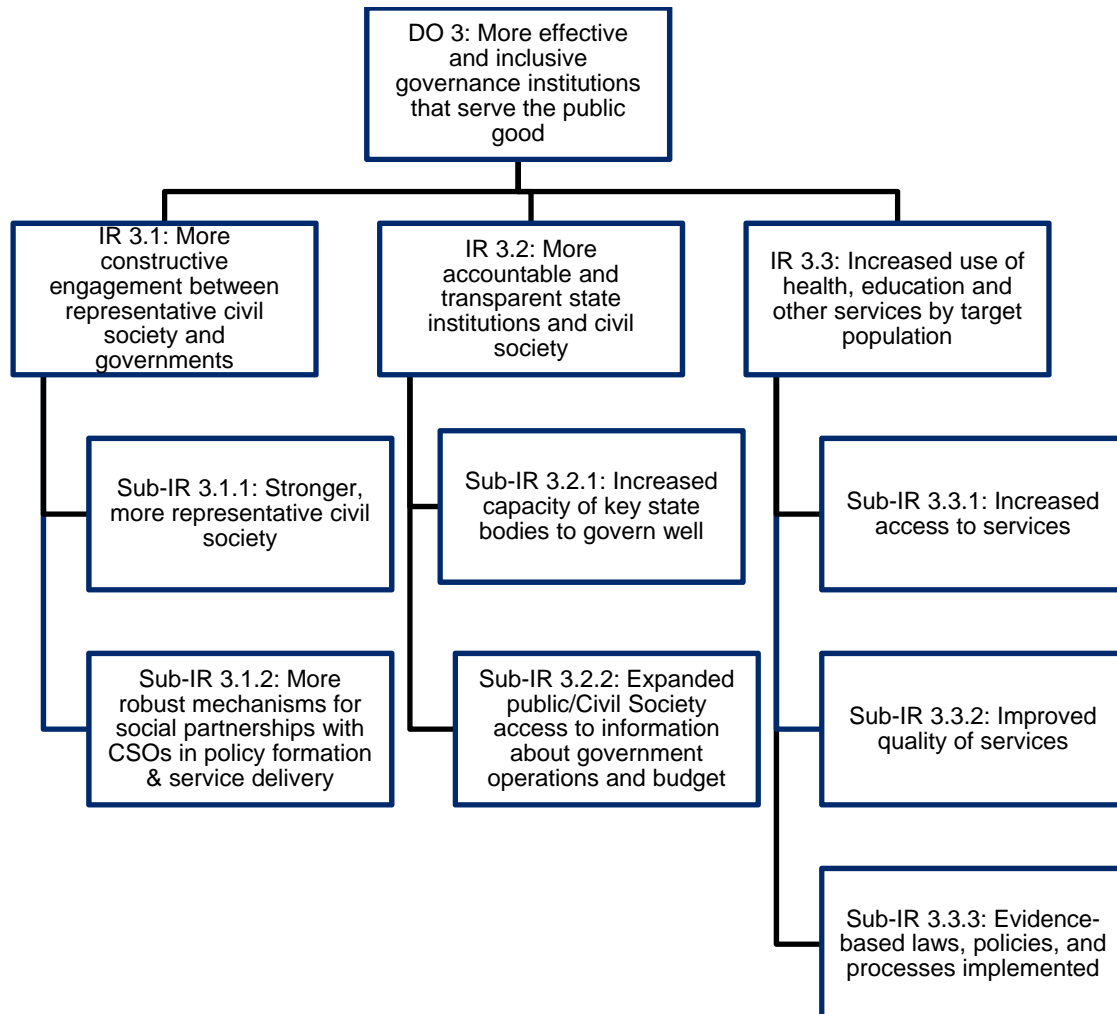 DO 3: More effective
and inclusive
governance institutions
that serve the public
good
IR 3.1: More
constructive
engagement between
representative civil
society and
governments
IR 3.2: More
accountable and
transparent state
institutions and civil
society
IR 3.3: Increased use of
health, education and
other services by target
population
Sub-IR 3.1.1: Stronger,
more representative civil
society
Sub-IR 3.2.1: Increased
capacity of key state
bodies to govern well
Sub-IR 3.3.1: Increased
access to services
Sub-IR 3.1.2: More
robust mechanisms for
social partnerships with
CSOs in policy formation
& service delivery
Sub-IR 3.2.2: Expanded
public/Civil Society
access to information
about government
operations and budget
Sub-IR 3.3.2: Improved
quality of services
Sub-IR 3.3.3: Evidence-
based laws, policies, and
processes implemented